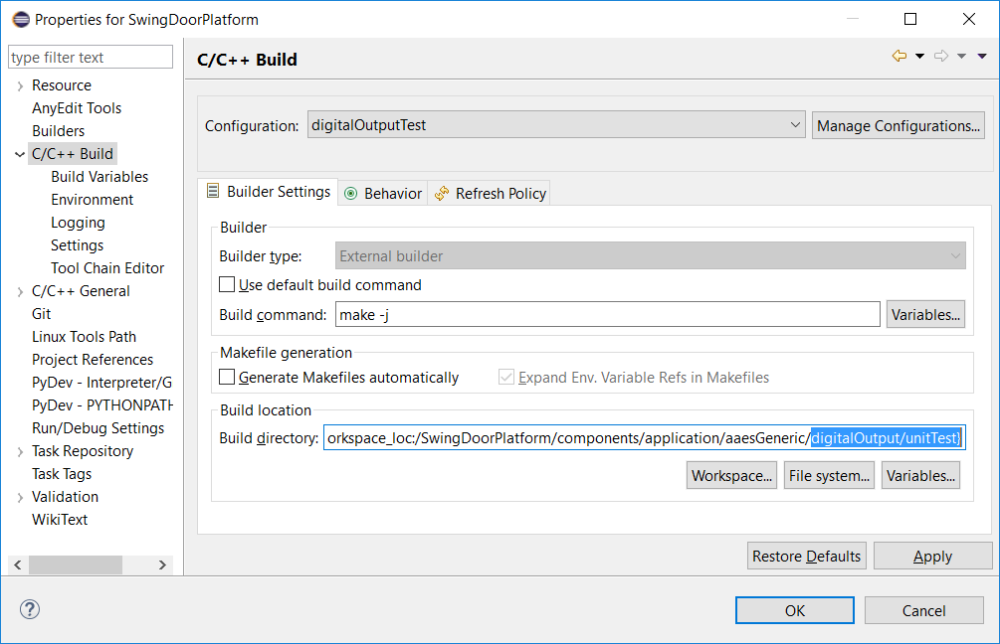 Properties for SwingDoorPlatform
type filter text
Resource
AnyEdit Tools
Builders
C/C++ Build
Build Variables
Environment
Logging
Settings
Tool Chain Editor
C/C++ General
Git
Linux Tools Path
Project References
PyDev - Interpreter/G
PyDev - PYTHONPATH
Run/Debug Settings
Task Repository
Task Tags
Validation
WikiText
C/C++ Build
Configuration: digitalOutputTest Manage Configurations...
Builder Settings Behavior Refresh Policy
Builder
Builder type: External builder
Use default build command
Build command: make -j Variables...
Makefile generation
Generate Makefiles automatically Expand Env. Variable Refs in Makefiles
Build location
Build directory: orkspace_loc:/SwingDoorPlatform/components/application/aaesGeneric/digitalOutput/unitTest}
Workspace... File system... Variables...
Restore Defaults Apply
? OK Cancel